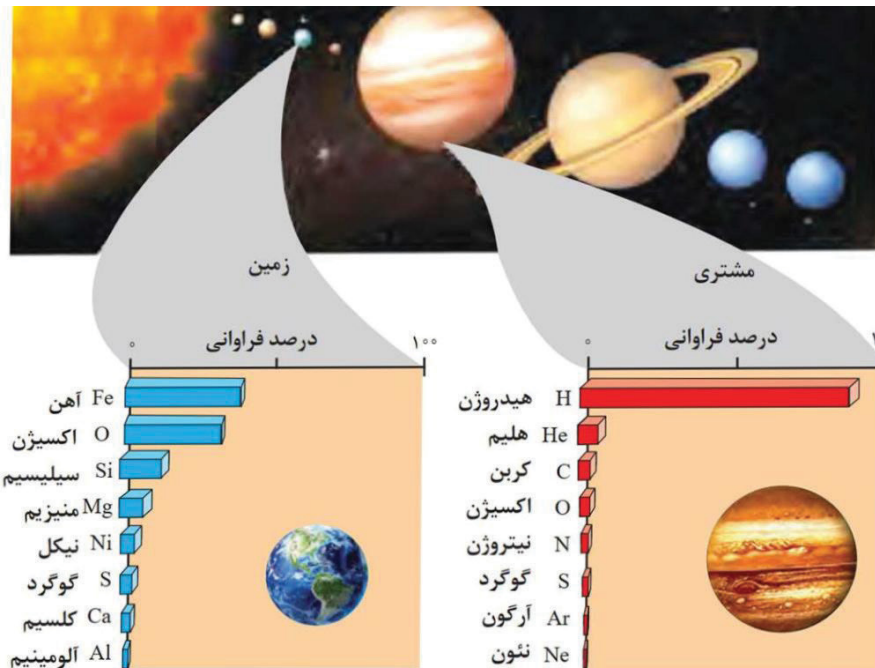 زمین
مشتری
درصد فراوانی
۰ ۱۰۰
آهن Fe
اکسیژن O
سیلیسیم Si
منیزیم Mg
نیکل Ni
گوگرد S
کلسیم Ca
آلومینیم Al
درصد فراوانی
۰
هیدروژن H
هلیم He
کربن C
اکسیژن O
نیتروژن N
گوگرد S
آرگون Ar
نئون Ne